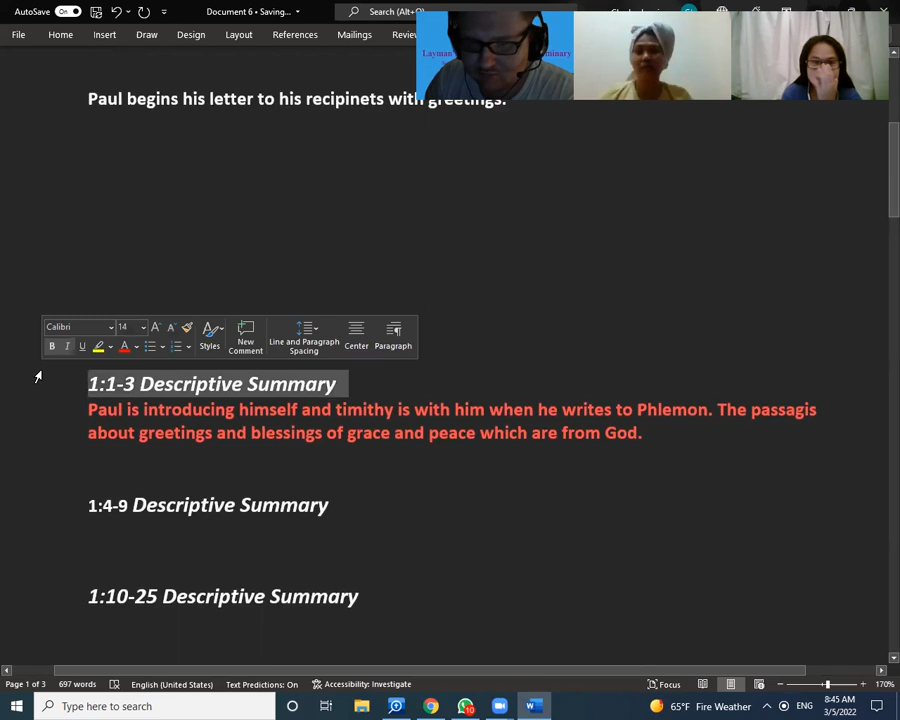 AutoSave On Document 6 • Saving... Search (Alt+Q)
File Home Insert Draw Design Layout References Mailings Review
Layman's
Paul begins his letter to his recipinets with greetings.
Calibri 14
Styles New Comment Line and Paragraph Spacing Center Paragraph
1:1-3 Descriptive Summary
Paul is introducing himself and timithy is with him when he writes to Phlemon. The passagis
about greetings and blessings of grace and peace which are from God.
1:4-9 Descriptive Summary
1:10-25 Descriptive Summary
Page 1 of 3 697 words English (United States) Text Predictions: On Accessibility: Investigate Focus 170%
Type here to search 10 65°F Fire Weather ENG 8:45 AM
3/5/2022